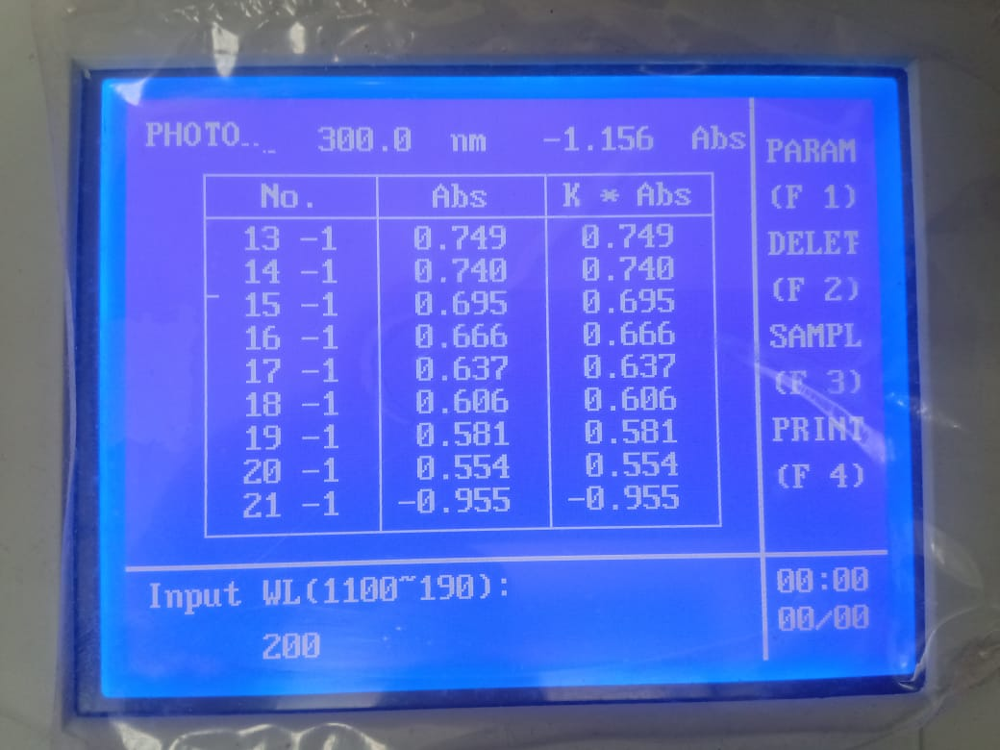 PHOTO... 300.0 nm -1.156 Abs
No. Abs K * Abs
13 -1 0.749 0.749
14 -1 0.740 0.740
15 -1 0.695 0.695
16 -1 0.666 0.666
17 -1 0.637 0.637
18 -1 0.606 0.606
19 -1 0.581 0.581
20 -1 0.554 0.554
21 -1 -0.955 -0.955
PARAM
(F 1)
DELET
(F 2)
SAMPL
(F 3)
PRINT
(F 4)
Input WL(1100~190):
200
00:00
00/00